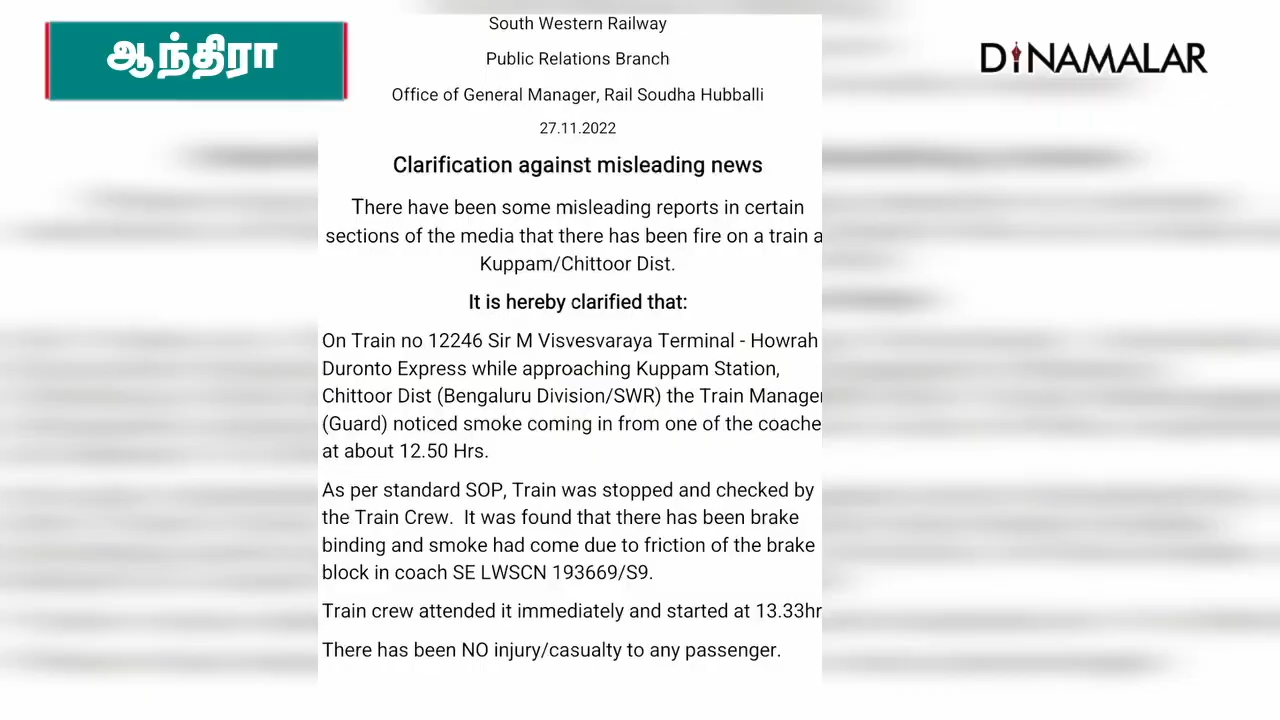 ஆந்திரா
DINAMALAR
South Western Railway
Public Relations Branch
Office of General Manager, Rail Soudha Hubballi
27.11.2022
Clarification against misleading news
There have been some misleading reports in certain
sections of the media that there has been fire on a train a
Kuppam/Chittoor Dist.
It is hereby clarified that:
On Train no 12246 Sir M Visvesvaraya Terminal - Howrah
Duronto Express while approaching Kuppam Station,
Chittoor Dist (Bengaluru Division/SWR) the Train Manager
(Guard) noticed smoke coming in from one of the coache
at about 12.50 Hrs.
As per standard SOP, Train was stopped and checked by
the Train Crew. It was found that there has been brake
binding and smoke had come due to friction of the brake
block in coach SE LWSCN 193669/S9.
Train crew attended it immediately and started at 13.33hr
There has been NO injury/casualty to any passenger.